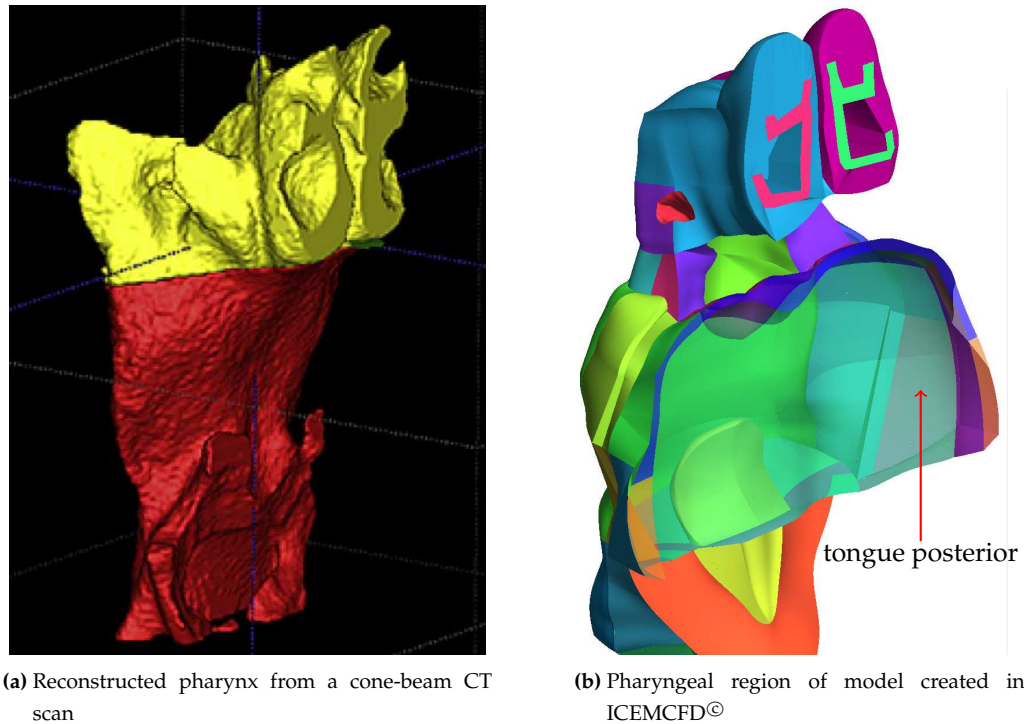 tongue posterior
(a) Reconstructed pharynx from a cone-beam CT
scan
(b) Pharyngeal region of model created in
ICEMCFD©